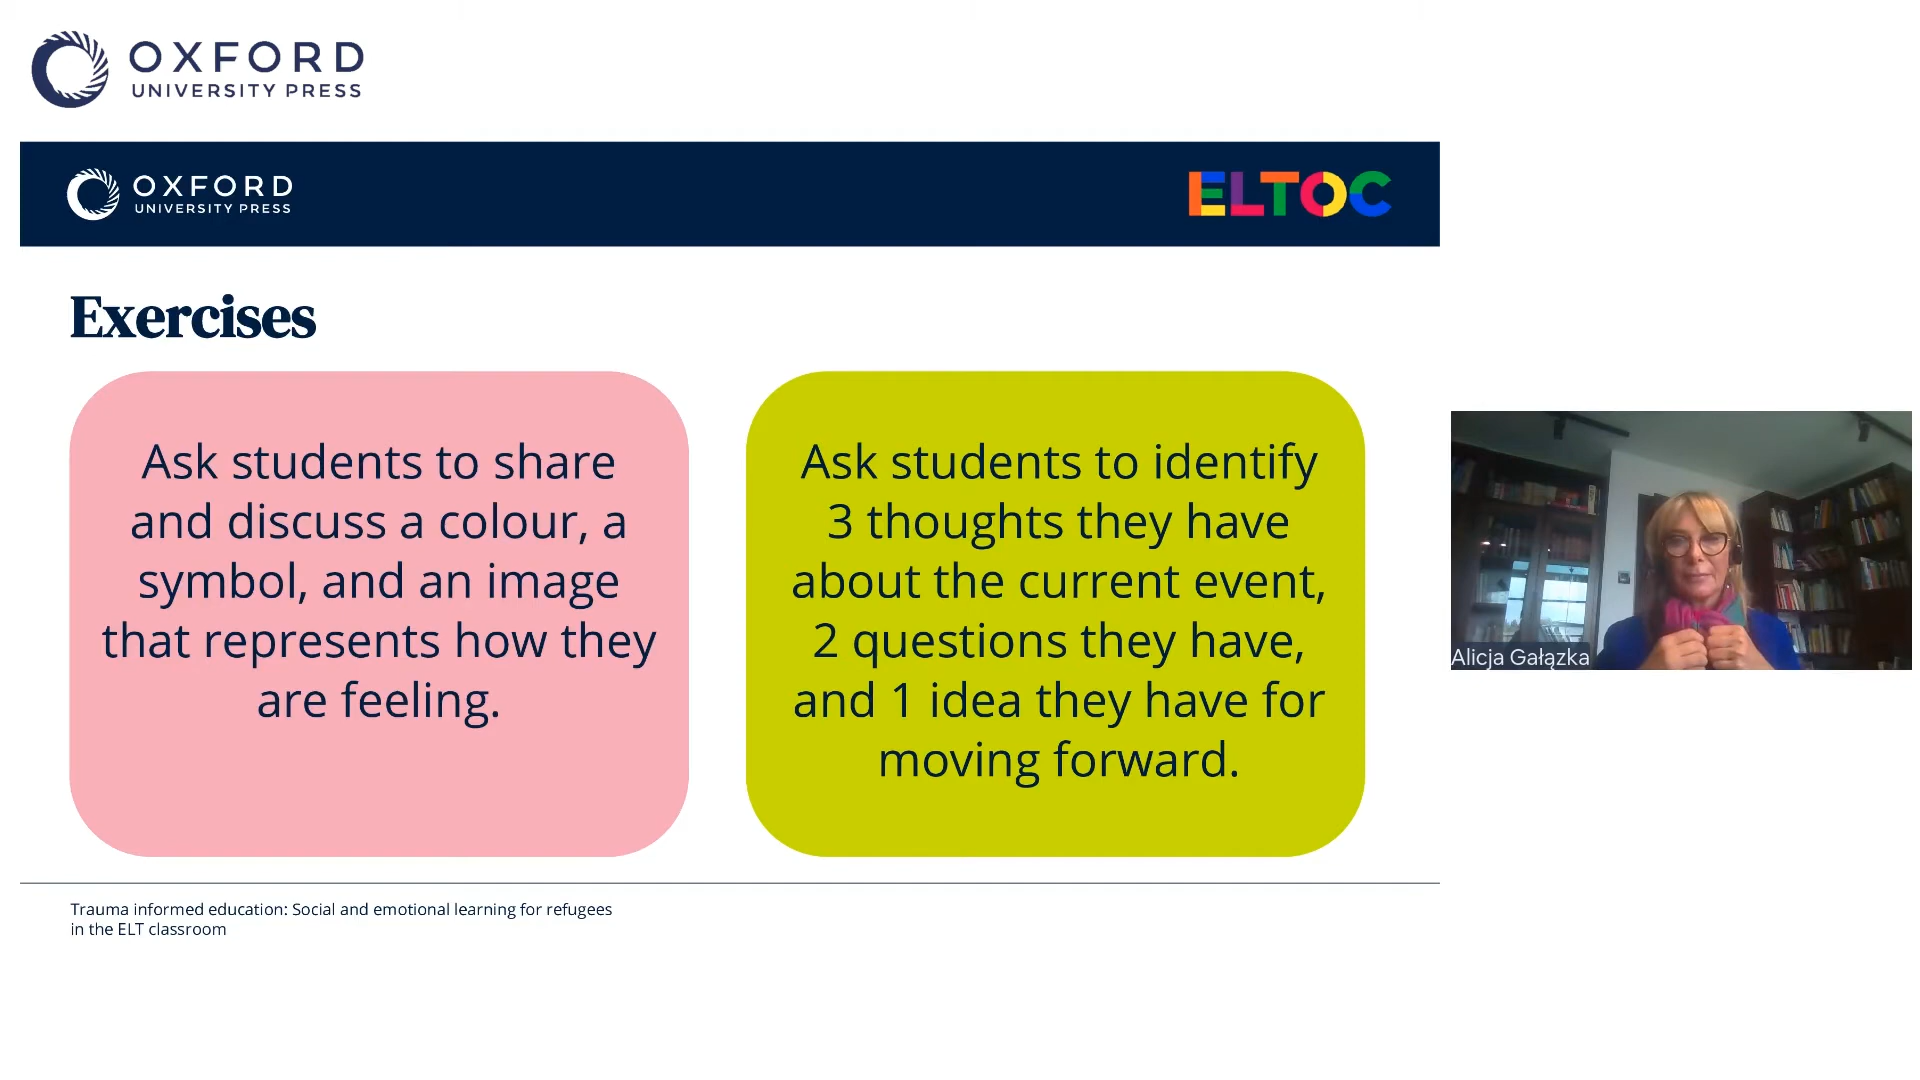 OXFORD
UNIVERSITY PRESS
OXFORD
UNIVERSITY PRESS
ELTOC
Exercises
Ask students to share
and discuss a colour, a
symbol, and an image
that represents how they
are feeling.
Ask students to identify
3 thoughts they have
about the current event,
2 questions they have,
and 1 idea they have for
moving forward.
Alicja Gałązka
Trauma informed education: Social and emotional learning for refugees
in the ELT classroom